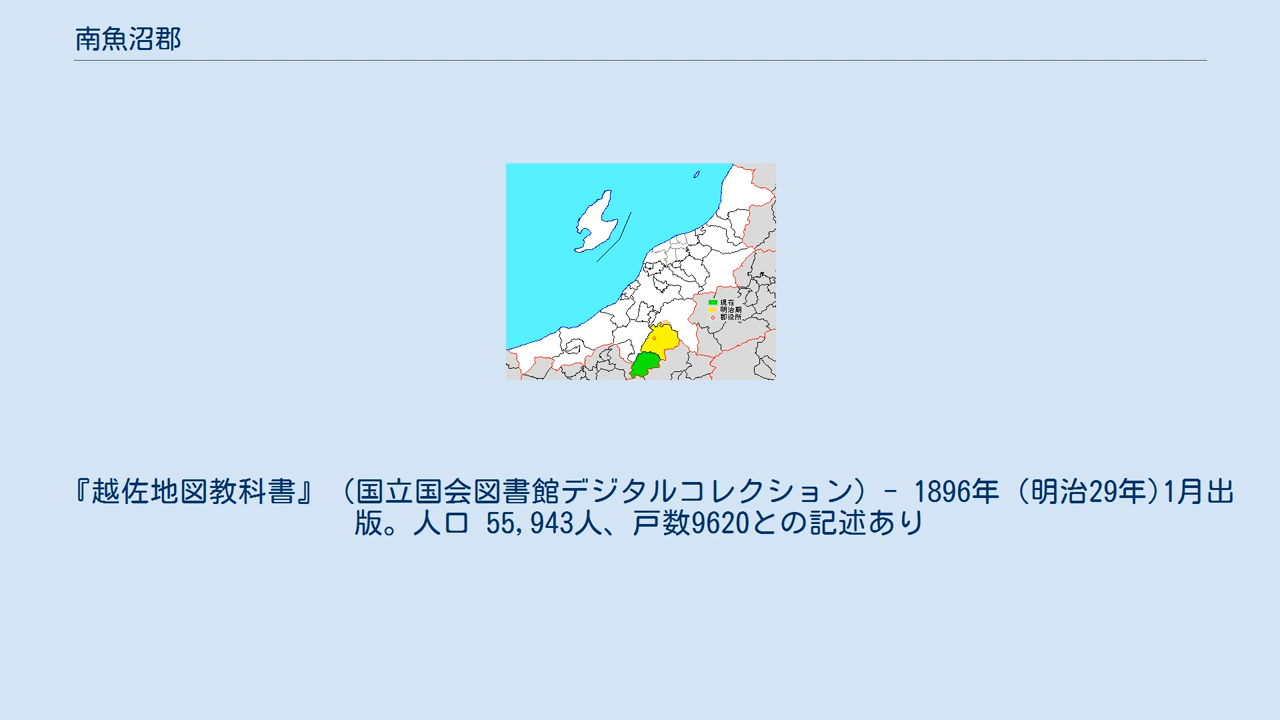 南魚沼郡
現在
明治期
郡役所
『越佐地図教科書』（国立国会図書館デジタルコレクション）- 1896年（明治29年)1月出
版。人口 55,943人、戸数9620との記述あり